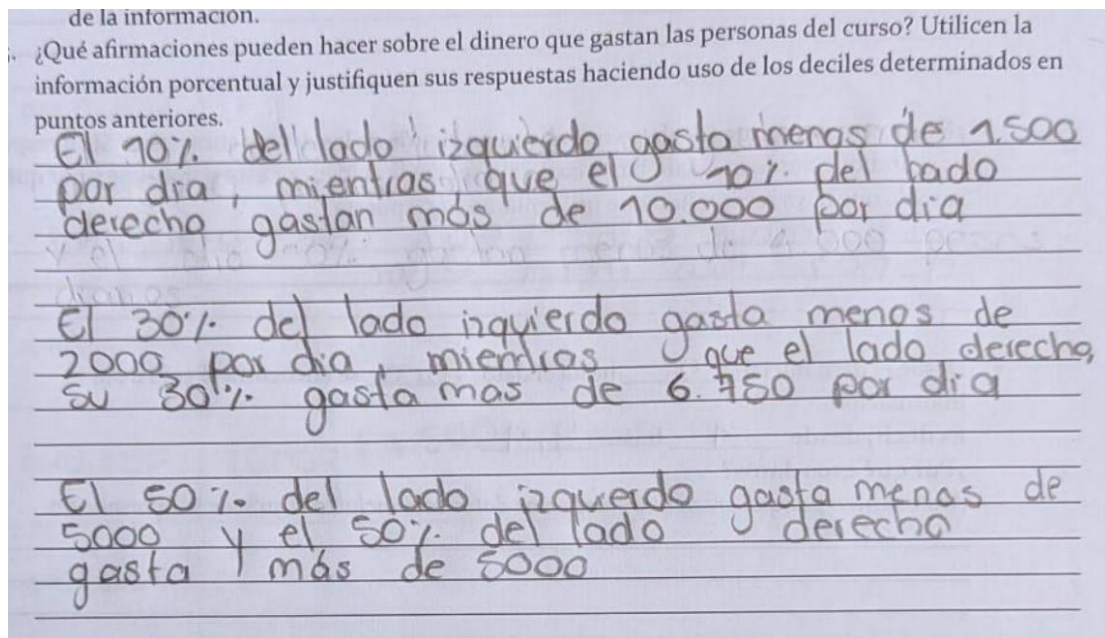 de la información.
¿Qué afirmaciones pueden hacer sobre el dinero que gastan las personas del curso? Utilicen la
información porcentual y justifiquen sus respuestas haciendo uso de los deciles determinados en
puntos anteriores.
El 10%. del lado izquierdo gasta menos de 1.500
por dia, mientras que el 10%. del lado
derecho gastan más de 10.000 por dia
El 30%. del lado izquierdo gasta menos de
2000 por dia, mientras que el lado derecho,
su 30%. gasta mas de 6.750 por dia
El 50%. del lado izquierdo gasta menos de
5000 y el 50%. del lado derecho
gasta más de 5000